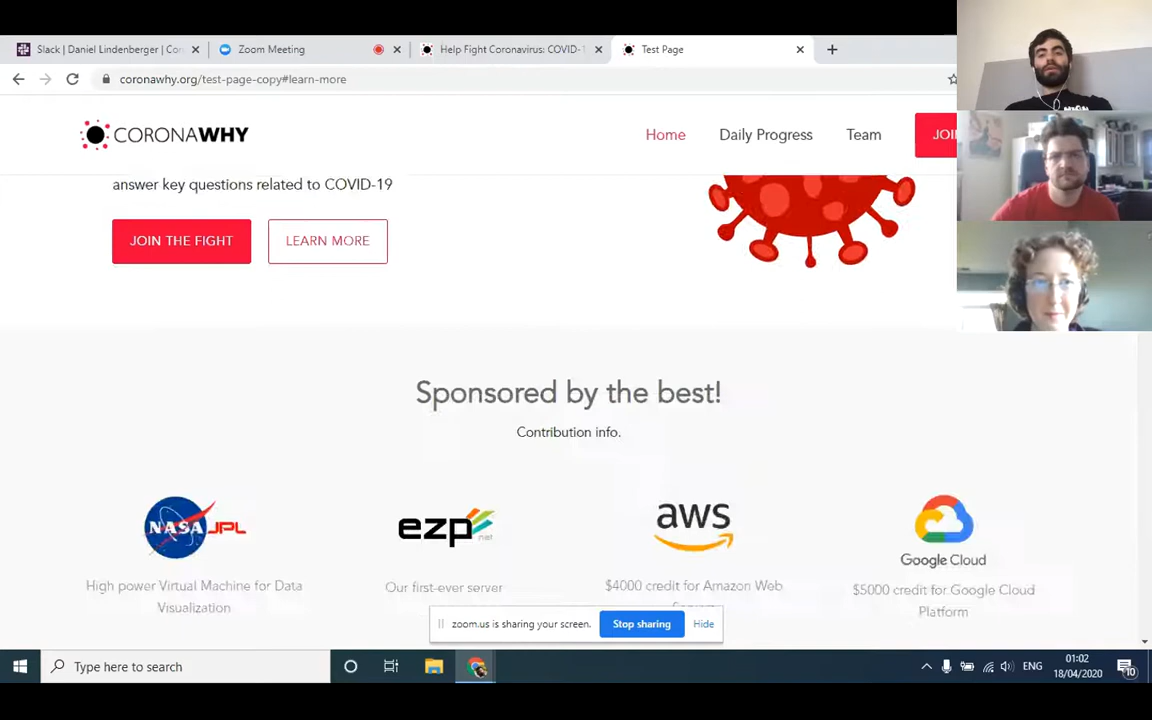 Slack | Daniel Lindenberger | Cor
Zoom Meeting
Help Fight Coronavirus: COVID-1
Test Page
coronawhy.org/test-page-copy#learn-more
CORONAWHY
Home
Daily Progress
Team
JOI
answer key questions related to COVID-19
JOIN THE FIGHT
LEARN MORE
Sponsored by the best!
Contribution info.
NASA JPL
ezp net
aws
Google Cloud
High power Virtual Machine for Data
Visualization
Our first-ever server
$4000 credit for Amazon Web
$5000 credit for Google Cloud
Platform
zoom.us is sharing your screen.
Stop sharing
Hide
Type here to search
ENG
01:02
18/04/2020
10